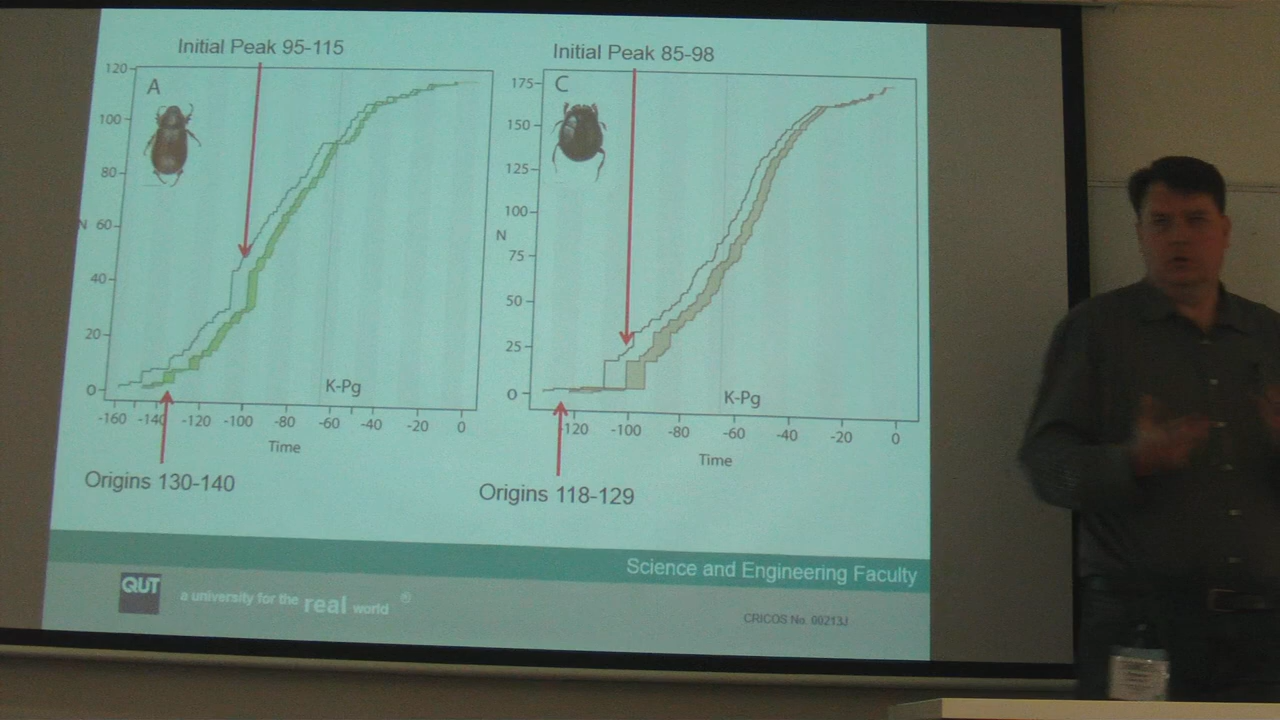 Initial Peak 95-115
Initial Peak 85-98
A
120
100
80
N 60
40
20
0
K-Pg
-160 -140 -120 -100 -80 -60 -40 -20 0
Time
Origins 130-140
C
175
150
125
100
N
75
50
25
0
K-Pg
-120 -100 -80 -60 -40 -20 0
Time
Origins 118-129
Science and Engineering Faculty
QUT
a university for the real world ®
CRICOS No. 00213J